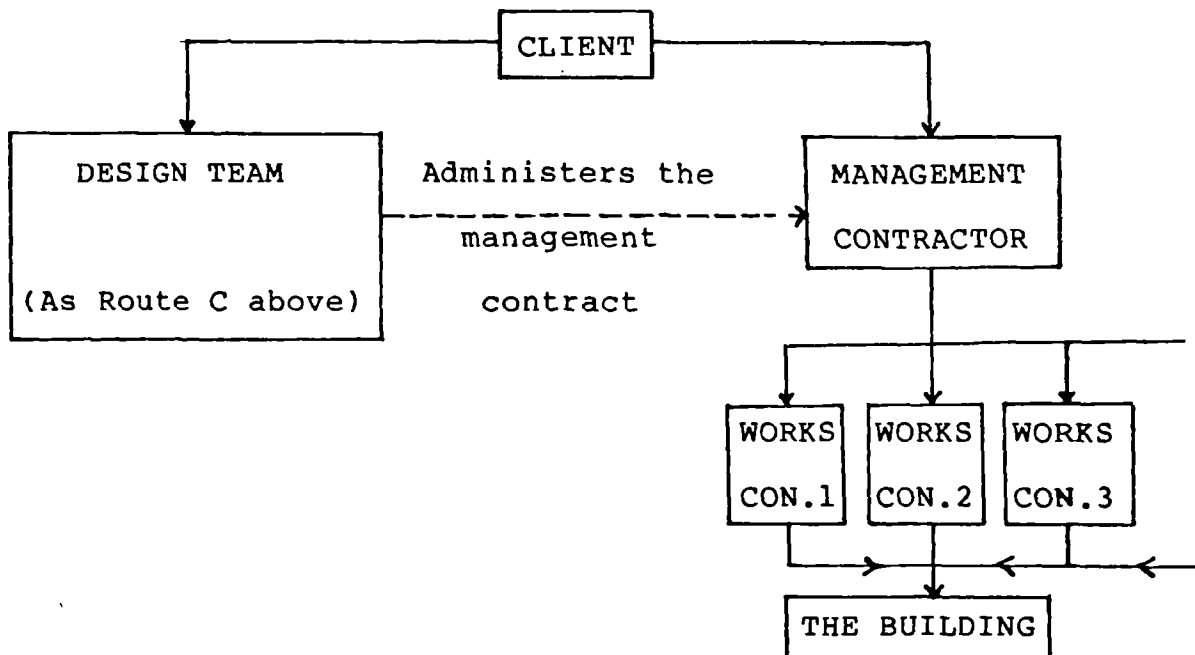 CLIENT
DESIGN TEAM
(As Route C above)
Administers the
management
contract
MANAGEMENT
CONTRACTOR
WORKS
CON.1
WORKS
CON.2
WORKS
CON.3
THE BUILDING